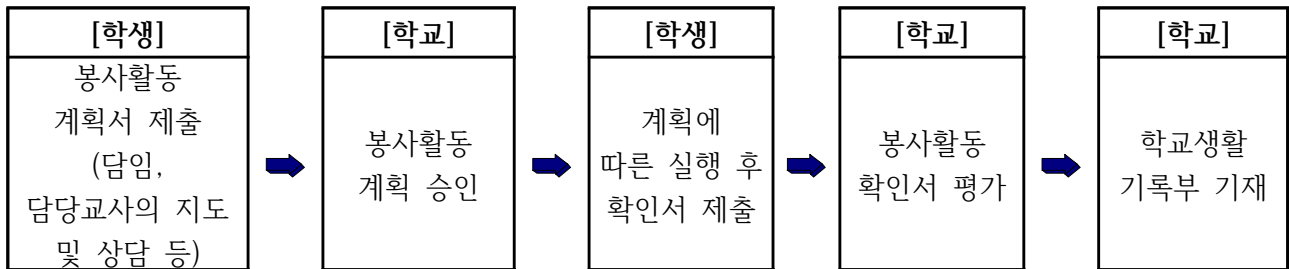 [학생]
봉사활동
계획서 제출
(담임,
담당교사의 지도
및 상담 등)
[학교]
봉사활동
계획 승인
[학생]
계획에
따른 실행 후
확인서 제출
[학교]
봉사활동
확인서 평가
[학교]
학교생활
기록부 기재